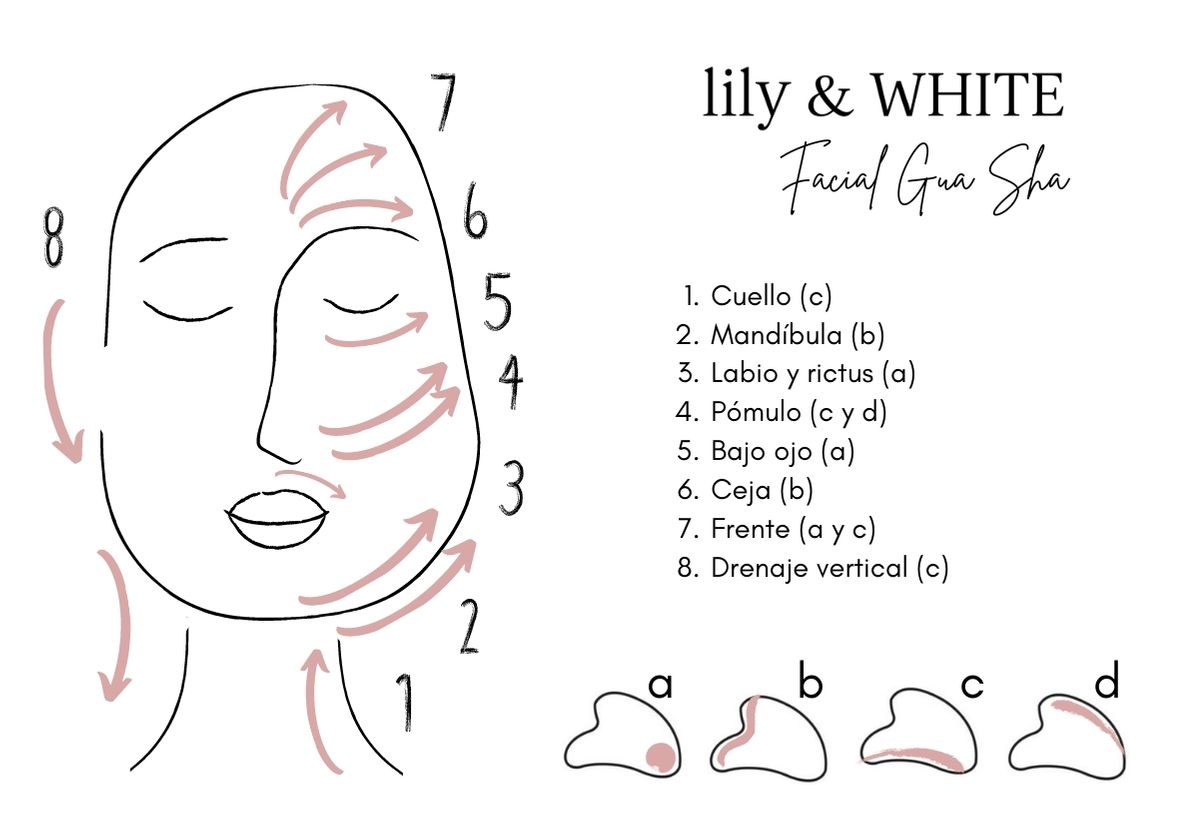 lily & WHITE
Facial Gua Sha
7
8
6
5
4
3
2
1
1. Cuello (c)
2. Mandíbula (b)
3. Labio y rictus (a)
4. Pómulo (c y d)
5. Bajo ojo (a)
6. Ceja (b)
7. Frente (a y c)
8. Drenaje vertical (c)
a b c d